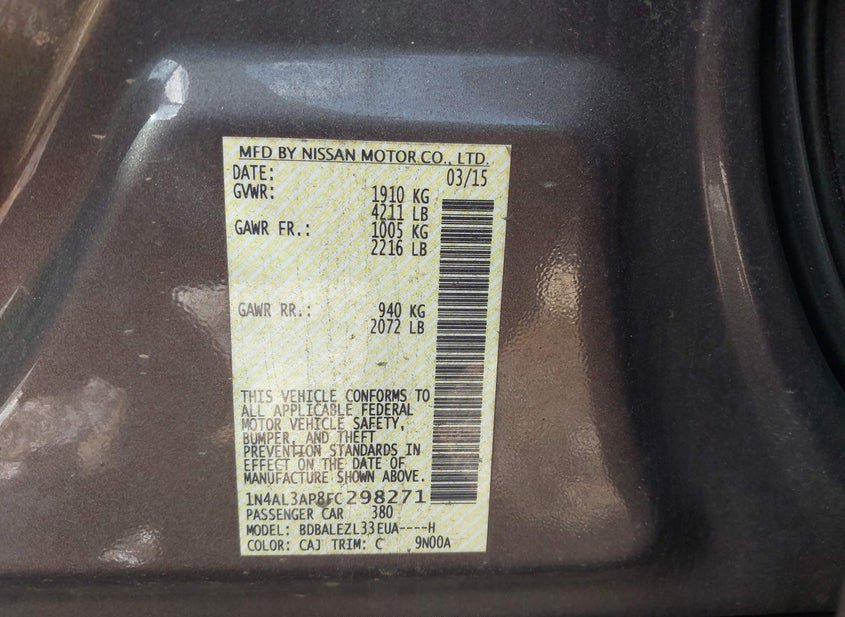 MFD BY NISSAN MOTOR CO., LTD.
DATE: 03/15
GVWR: 1910 KG
4211 LB
GAWR FR.: 1005 KG
2216 LB
GAWR RR.: 940 KG
2072 LB
THIS VEHICLE CONFORMS TO
ALL APPLICABLE FEDERAL
MOTOR VEHICLE SAFETY,
BUMPER, AND THEFT
PREVENTION STANDARDS IN
EFFECT ON THE DATE OF
MANUFACTURE SHOWN ABOVE.
1N4AL3AP8FC298271
PASSENGER CAR 380
MODEL: BDBALEZL33EUA----H
COLOR: CAJ TRIM: C 9N00A